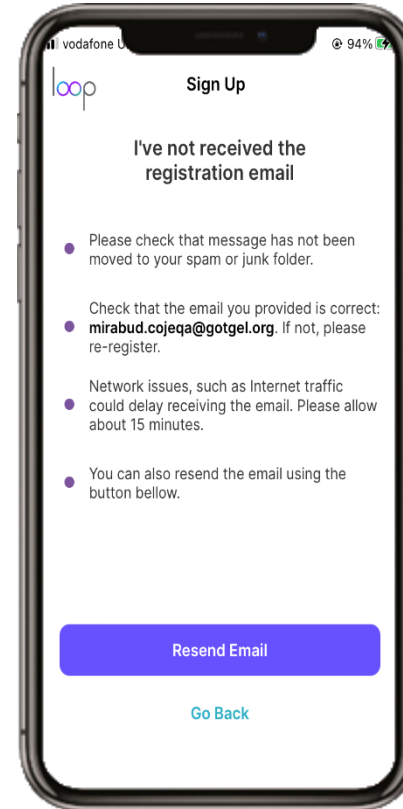 vodafone U
94%
loop
Sign Up
I've not received the
registration email
Please check that message has not been
moved to your spam or junk folder.
Check that the email you provided is correct:
mirabud.cojeqa@gotgel.org. If not, please
re-register.
Network issues, such as Internet traffic
could delay receiving the email. Please allow
about 15 minutes.
You can also resend the email using the
button bellow.
Resend Email
Go Back